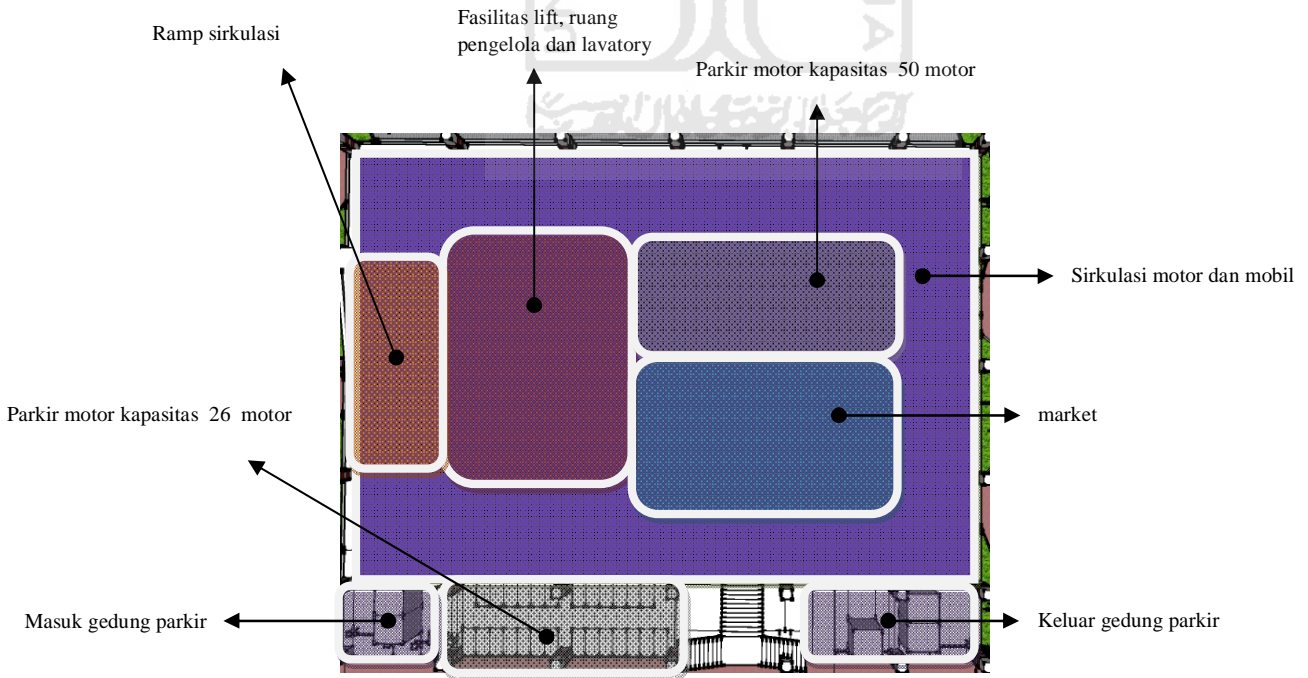 Fasilitas lift, ruang
pengelola dan lavatory
Ramp sirkulasi
Parkir motor kapasitas 50 motor
Sirkulasi motor dan mobil
Parkir motor kapasitas 26 motor
market
Masuk gedung parkir
Keluar gedung parkir